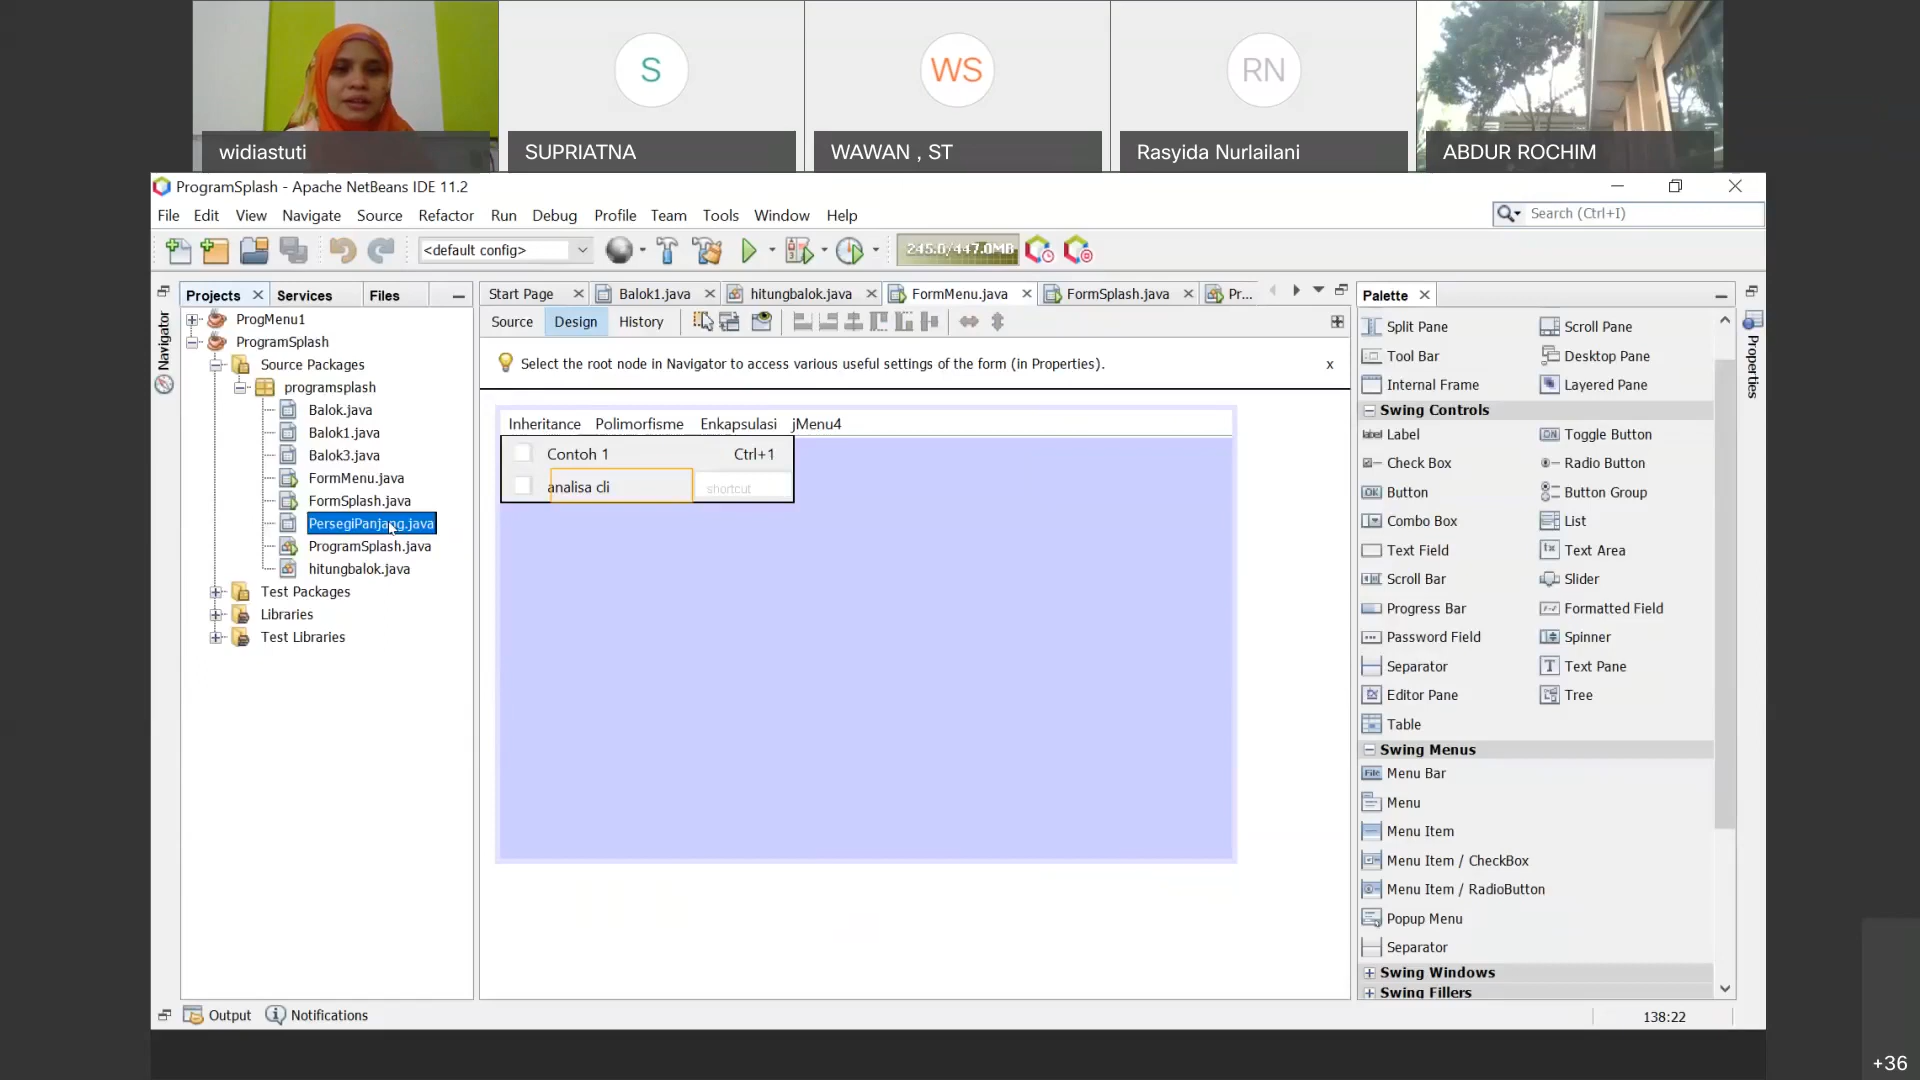 S
WS
RN
widiastuti
SUPRIATNA
WAWAN , ST
Rasyida Nurlailani
ABDUR ROCHIM
ProgramSplash - Apache NetBeans IDE 11.2
File Edit View Navigate Source Refactor Run Debug Profile Team Tools Window Help
Search (Ctrl+I)
<default config>
245.0/447.0MB
Projects
Services
Files
Start Page
Balok1.java
hitungbalok.java
FormMenu.java
FormSplash.java
Pr...
Palette
Navigator
ProgMenu1
ProgramSplash
Source Packages
programsplash
Balok.java
Balok1.java
Balok3.java
FormMenu.java
FormSplash.java
PersegiPanjang.java
ProgramSplash.java
hitungbalok.java
Test Packages
Libraries
Test Libraries
Source Design History
Select the root node in Navigator to access various useful settings of the form (in Properties).
x
Inheritance Polimorfisme Enkapsulasi jMenu4
Contoh 1 Ctrl+1
analisa cli shortcut
Split Pane Scroll Pane
Tool Bar Desktop Pane
Internal Frame Layered Pane
Swing Controls
label Label ON Toggle Button
Check Box Radio Button
OK Button Button Group
Combo Box List
Text Field Text Area
Scroll Bar Slider
Progress Bar Formatted Field
Password Field Spinner
Separator Text Pane
Editor Pane Tree
Table
Swing Menus
File Menu Bar
Menu
Menu Item
Menu Item / CheckBox
Menu Item / RadioButton
Popup Menu
Separator
Swing Windows
Swing Fillers
Properties
Output
Notifications
138:22
+36